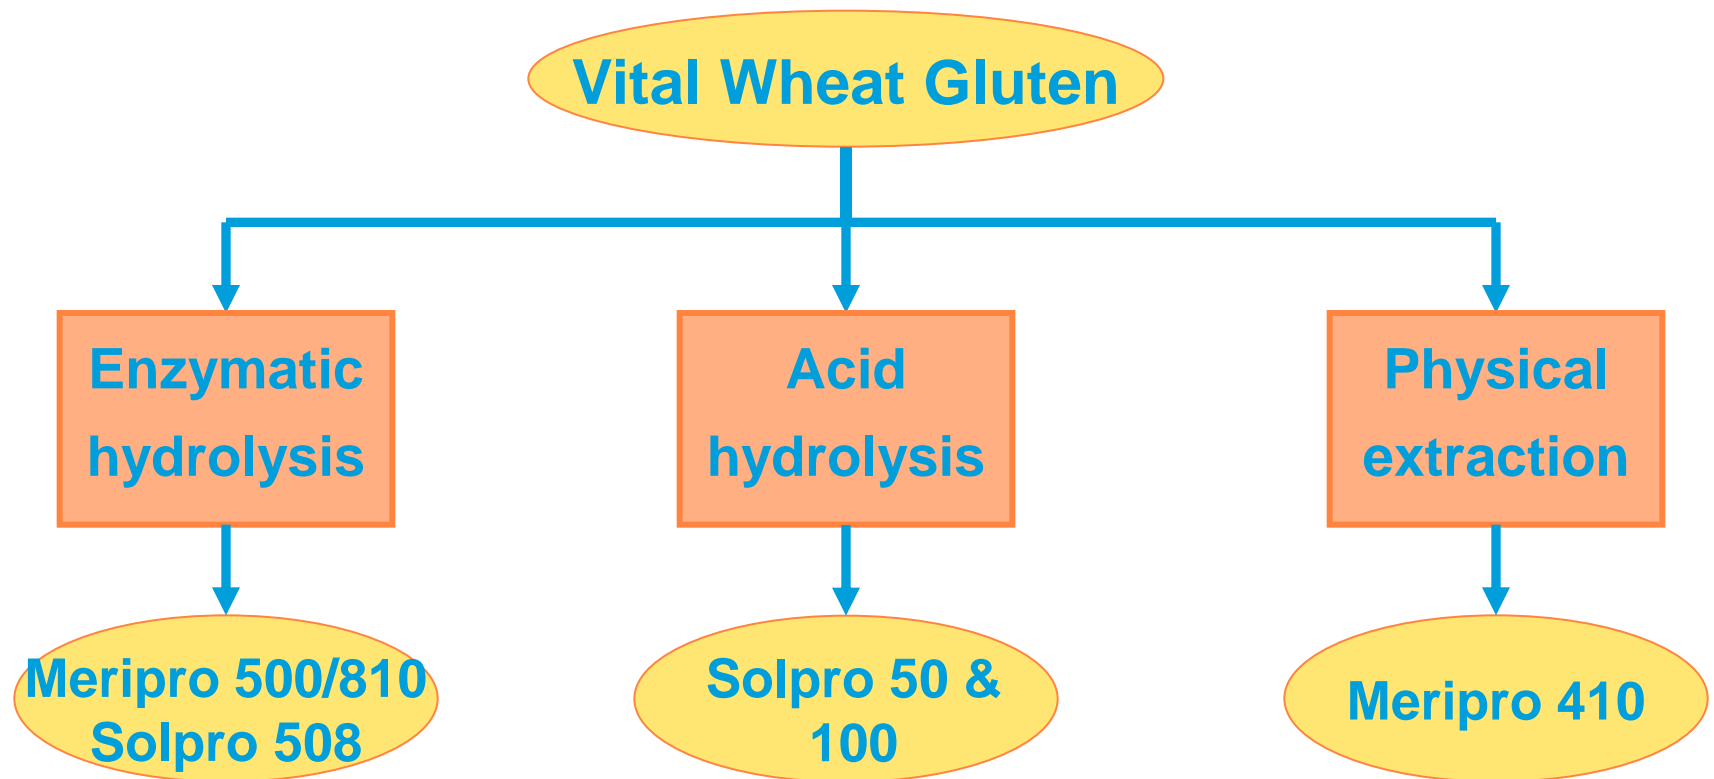 Vital Wheat Gluten
Enzymatic
hydrolysis
Acid
hydrolysis
Physical
extraction
Meripro 500/810
Solpro 508
Solpro 50 &
100
Meripro 410